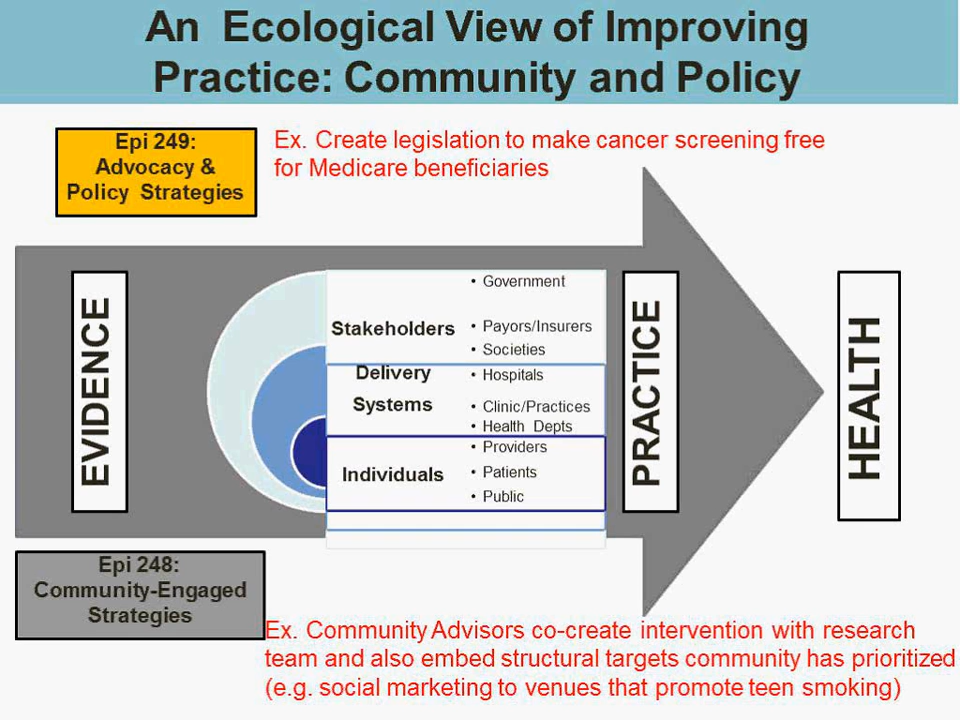 An Ecological View of Improving
Practice: Community and Policy
Epi 249:
Advocacy &
Policy Strategies
Ex. Create legislation to make cancer screening free
for Medicare beneficiaries
EVIDENCE
Stakeholders
• Government
• Payors/Insurers
• Societies
Delivery
Systems
• Hospitals
• Clinic/Practices
• Health Depts
Individuals
• Providers
• Patients
• Public
PRACTICE
HEALTH
Epi 248:
Community-Engaged
Strategies
Ex. Community Advisors co-create intervention with research
team and also embed structural targets community has prioritized
(e.g. social marketing to venues that promote teen smoking)